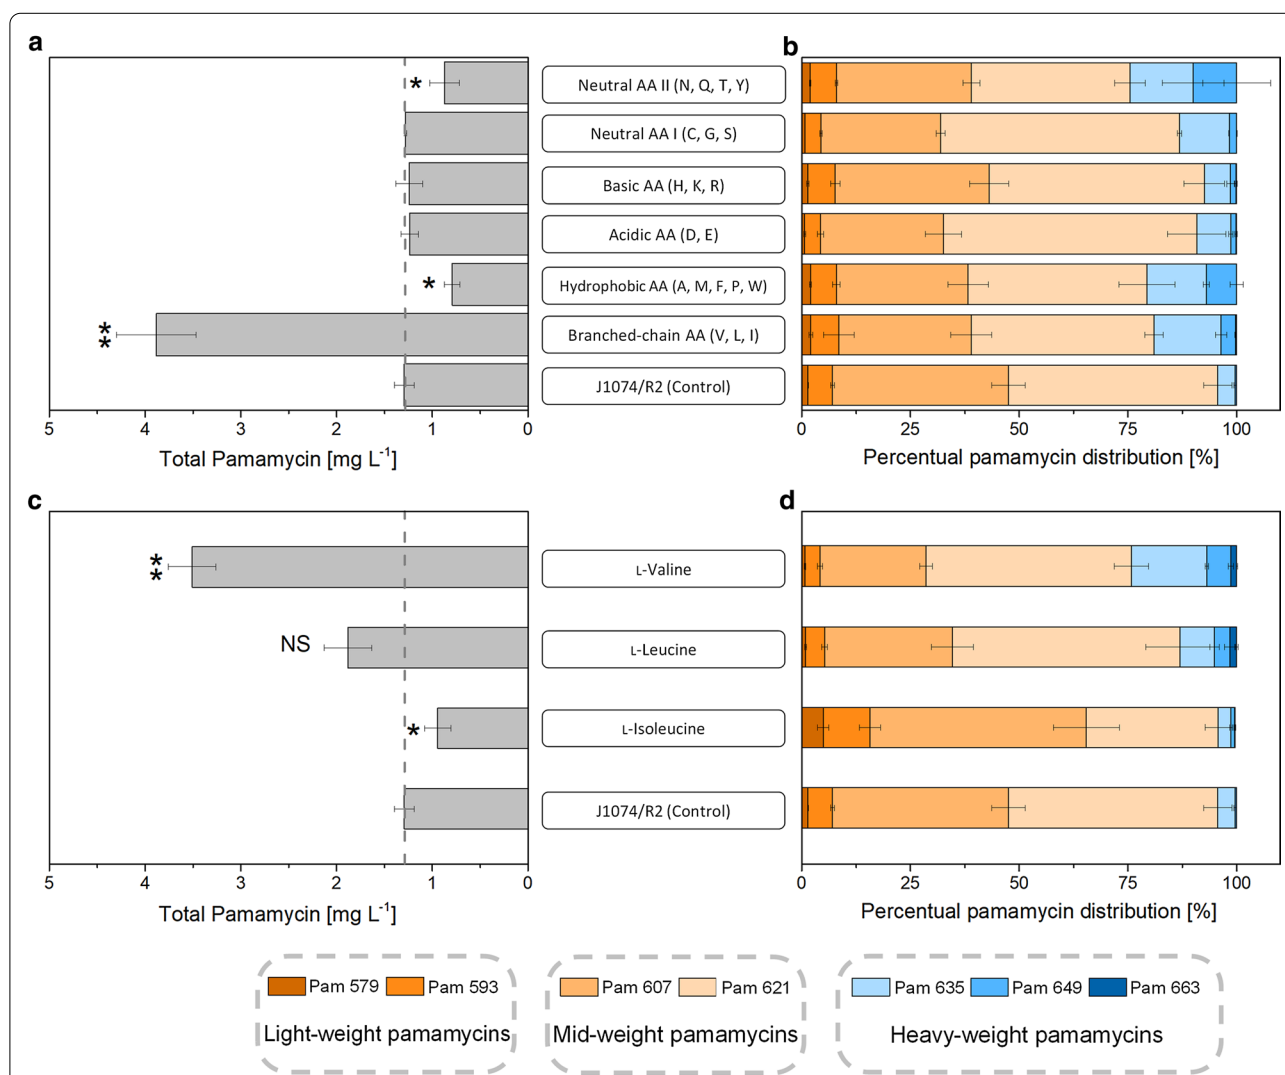 a
b
*
Neutral AA II (N, Q, T, Y)
Neutral AA I (C, G, S)
Basic AA (H, K, R)
Acidic AA (D, E)
*
Hydrophobic AA (A, M, F, P, W)
**
Branched-chain AA (V, L, I)
J1074/R2 (Control)
5 4 3 2 1 0
0 25 50 75 100
Total Pamamycin [mg L⁻¹]
Percentual pamamycin distribution [%]
c
d
**
L-Valine
NS
L-Leucine
*
L-Isoleucine
J1074/R2 (Control)
5 4 3 2 1 0
0 25 50 75 100
Total Pamamycin [mg L⁻¹]
Percentual pamamycin distribution [%]
Pam 579 Pam 593
Light-weight pamamycins
Pam 607 Pam 621
Mid-weight pamamycins
Pam 635 Pam 649 Pam 663
Heavy-weight pamamycins